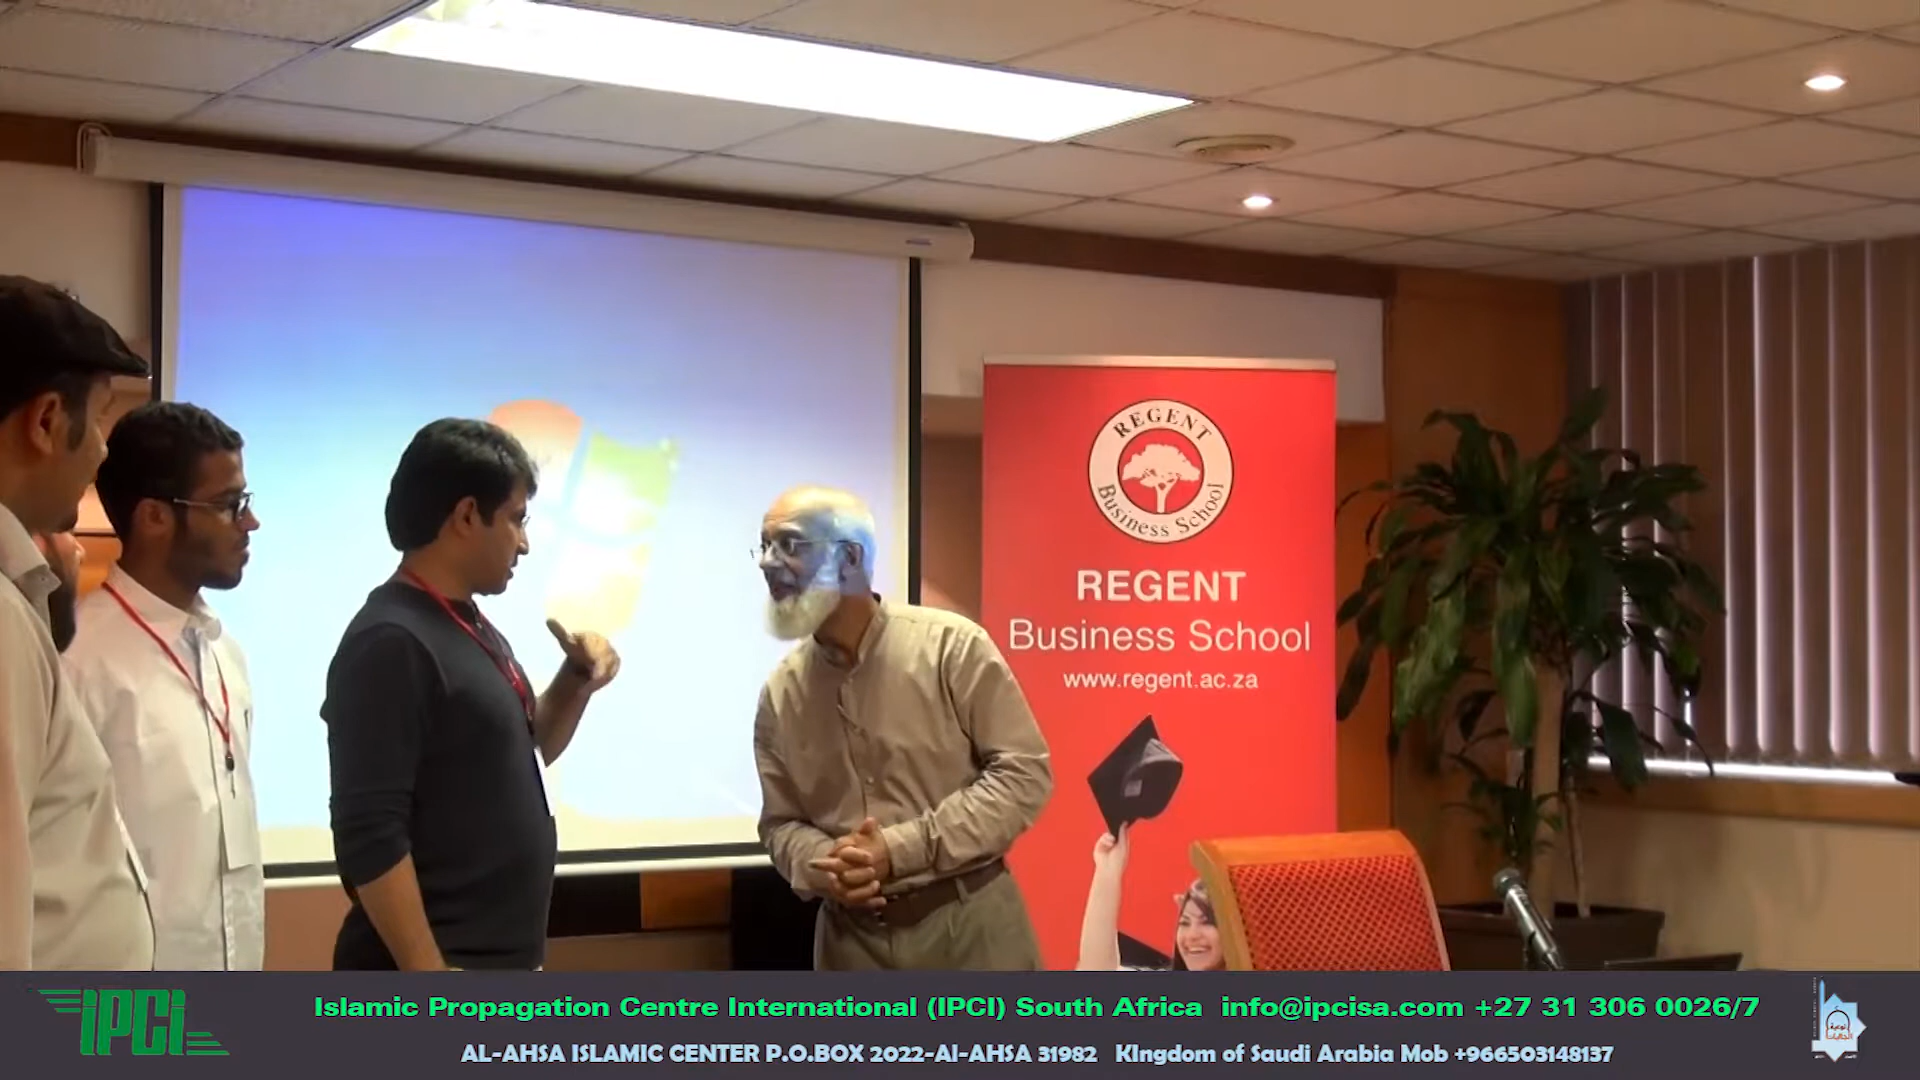 REGENT
Business School
REGENT
Business School
www.regent.ac.za
IPCI
Islamic Propagation Centre International (IPCI) South Africa info@ipcisa.com +27 31 306 0026/7
AL-AHSA ISLAMIC CENTER P.O.BOX 2022-Al-AHSA 31982 KIngdom of Saudi Arabia Mob +966503148137